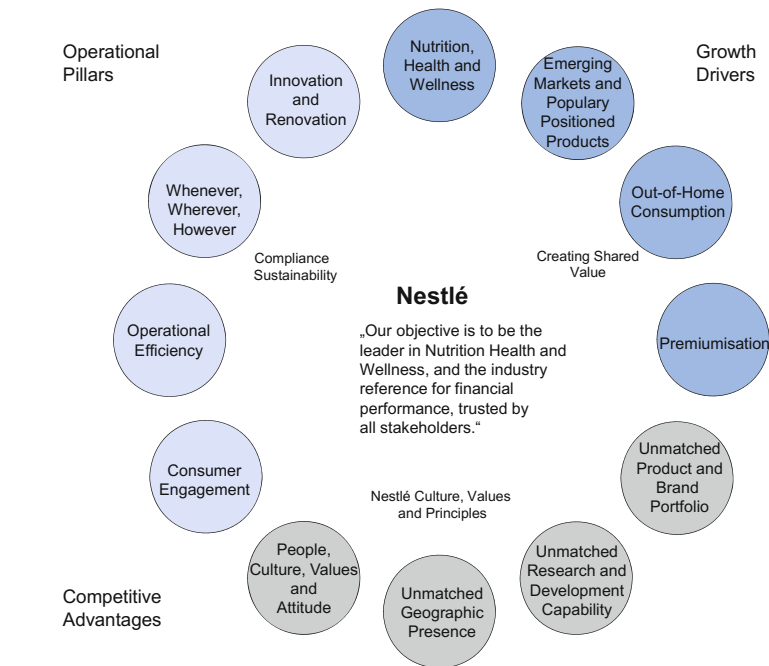 Operational
Pillars
Growth
Drivers
Nutrition,
Health and
Wellness
Emerging
Markets and
Populary
Positioned
Products
Out-of-Home
Consumption
Premiumisation
Unmatched
Product and
Brand
Portfolio
Unmatched
Research and
Development
Capability
Unmatched
Geographic
Presence
People,
Culture, Values
and
Attitude
Consumer
Engagement
Operational
Efficiency
Whenever,
Wherever,
However
Innovation
and
Renovation
Compliance
Sustainability
Creating Shared
Value
Nestlé
„Our objective is to be the
leader in Nutrition Health and
Wellness, and the industry
reference for financial
performance, trusted by
all stakeholders.“
Nestlé Culture, Values
and Principles
Competitive
Advantages